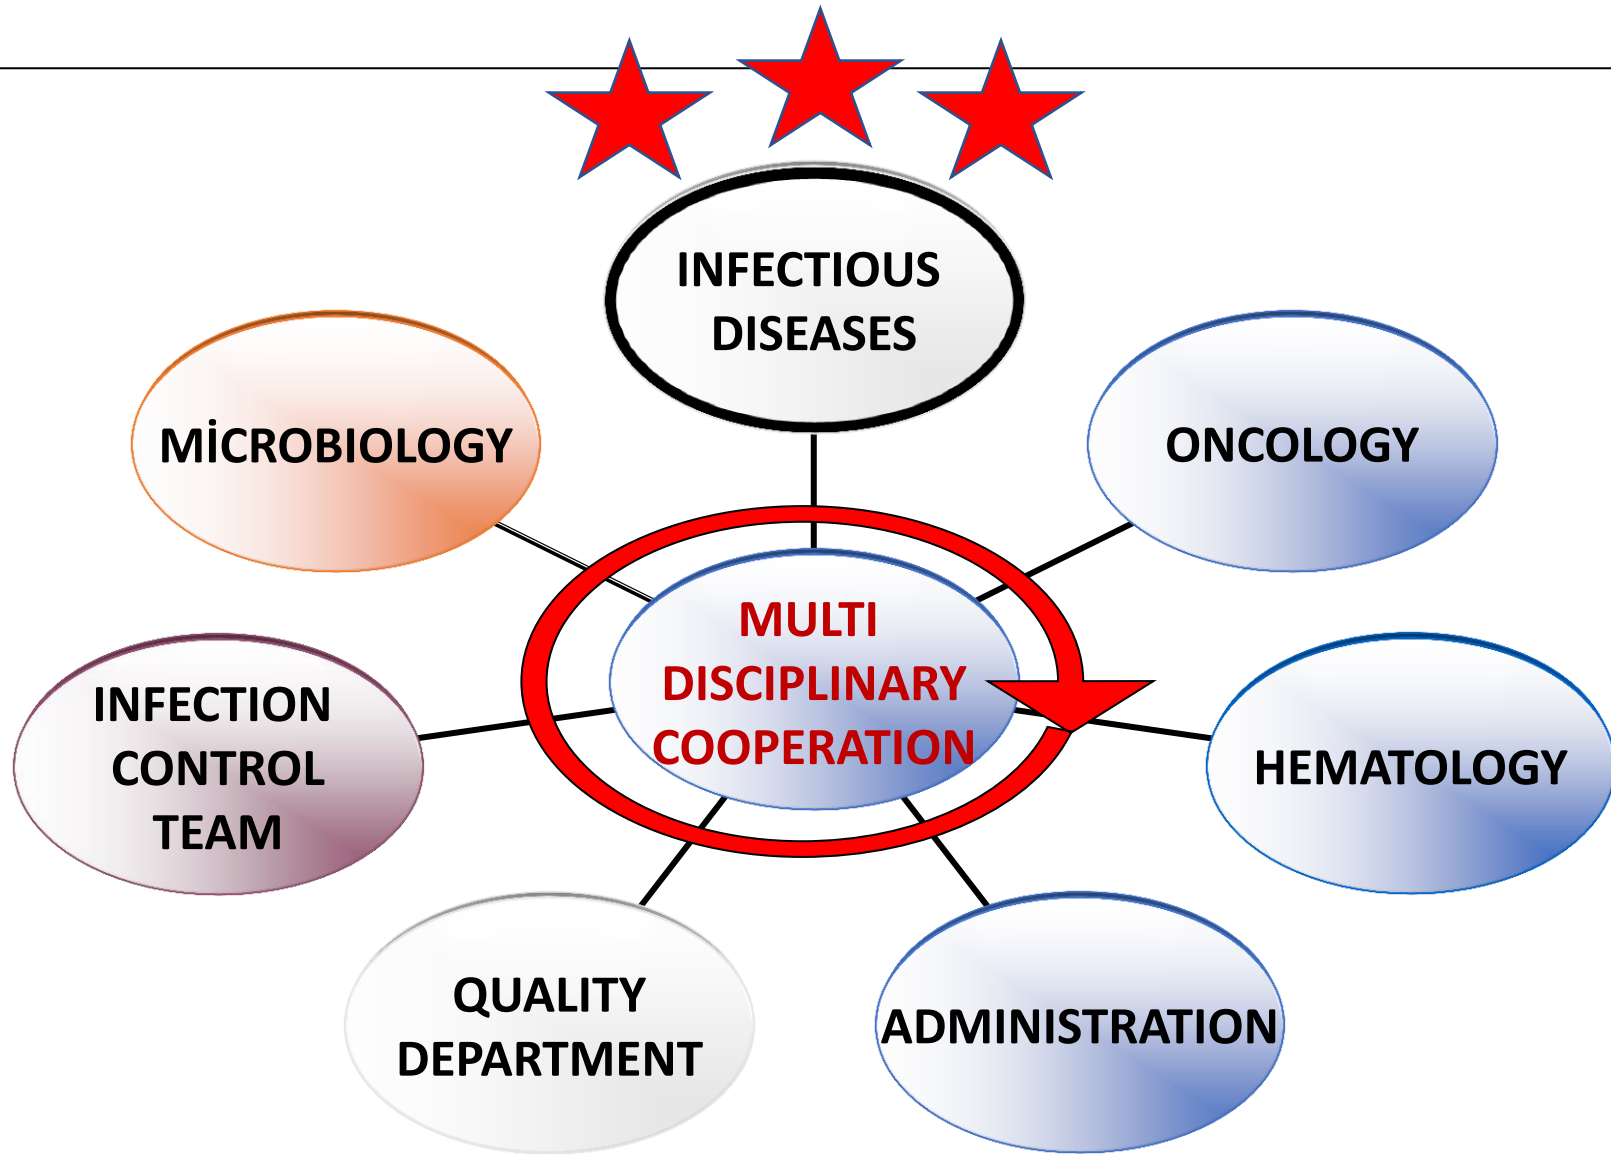 INFECTIOUS
DISEASES
MİCROBIOLOGY
ONCOLOGY
MULTI
DISCIPLINARY
COOPERATION
INFECTION
CONTROL
TEAM
HEMATOLOGY
QUALITY
DEPARTMENT
ADMINISTRATION